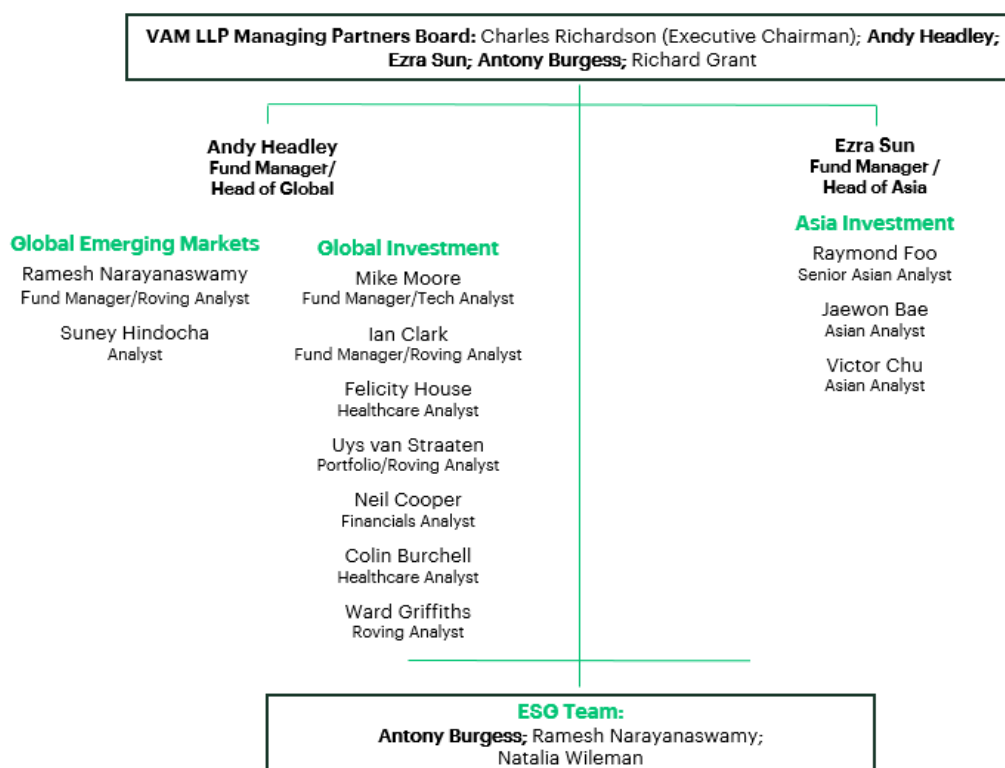 VAM LLP Managing Partners Board: Charles Richardson (Executive Chairman); Andy Headley;
Ezra Sun; Antony Burgess; Richard Grant
Andy Headley
Fund Manager/
Head of Global
Ezra Sun
Fund Manager /
Head of Asia
Global Emerging Markets
Ramesh Narayanaswamy
Fund Manager/Roving Analyst
Suney Hindocha
Analyst
Global Investment
Mike Moore
Fund Manager/Tech Analyst
Ian Clark
Fund Manager/Roving Analyst
Felicity House
Healthcare Analyst
Uys van Straaten
Portfolio/Roving Analyst
Neil Cooper
Financials Analyst
Colin Burchell
Healthcare Analyst
Ward Griffiths
Roving Analyst
Asia Investment
Raymond Foo
Senior Asian Analyst
Jaewon Bae
Asian Analyst
Victor Chu
Asian Analyst
ESG Team:
Antony Burgess; Ramesh Narayanaswamy;
Natalia Wileman